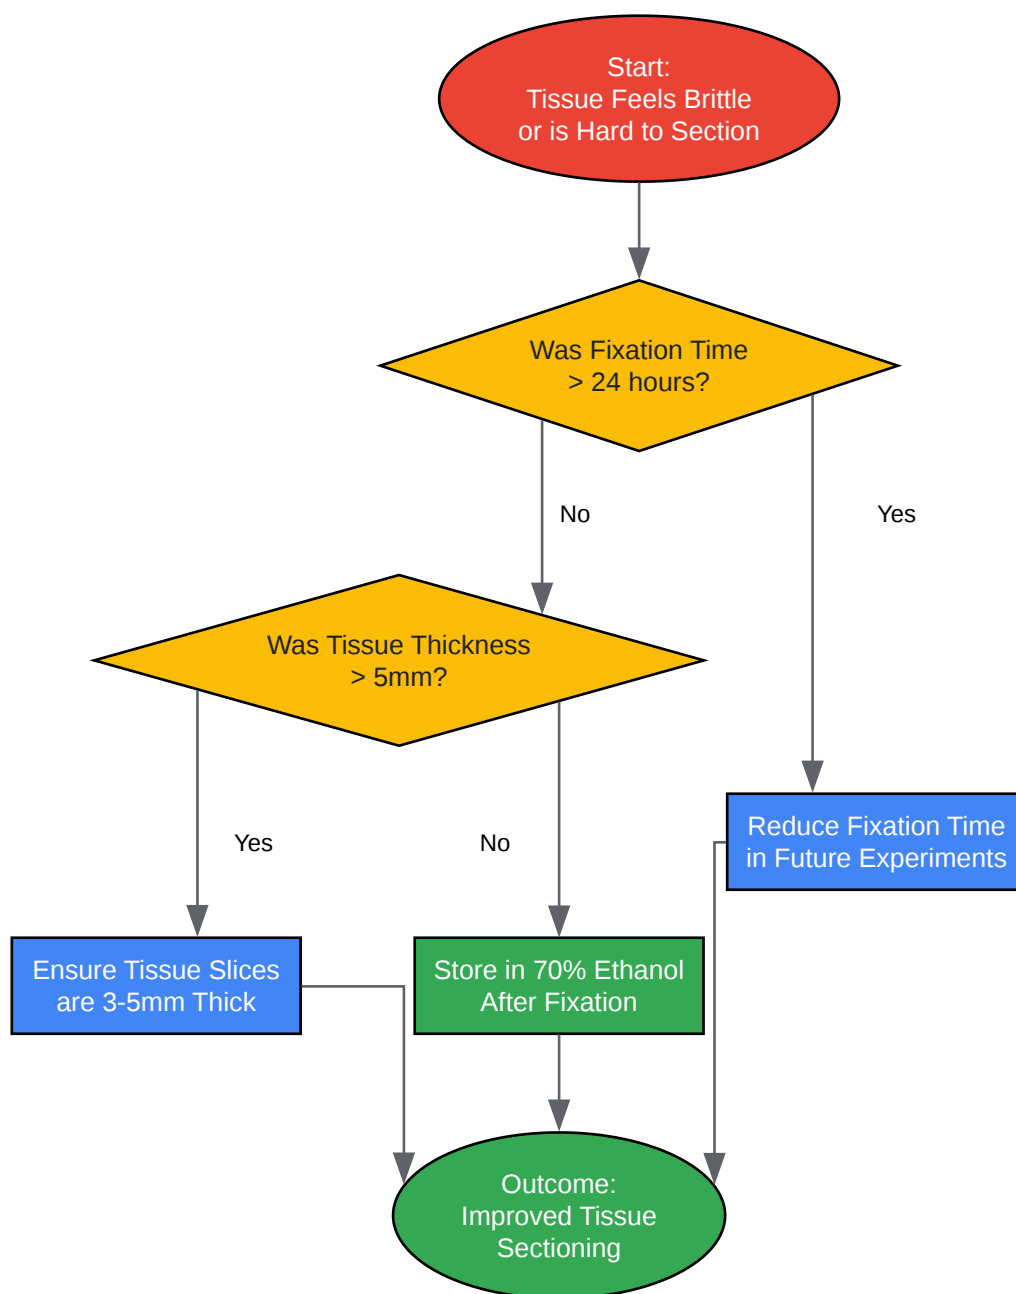 Start:
Tissue Feels Brittle
or is Hard to Section
Was Fixation Time
> 24 hours?
No
Yes
Was Tissue Thickness
> 5mm?
Yes
No
Reduce Fixation Time
in Future Experiments
Ensure Tissue Slices
are 3-5mm Thick
Store in 70% Ethanol
After Fixation
Outcome:
Improved Tissue
Sectioning